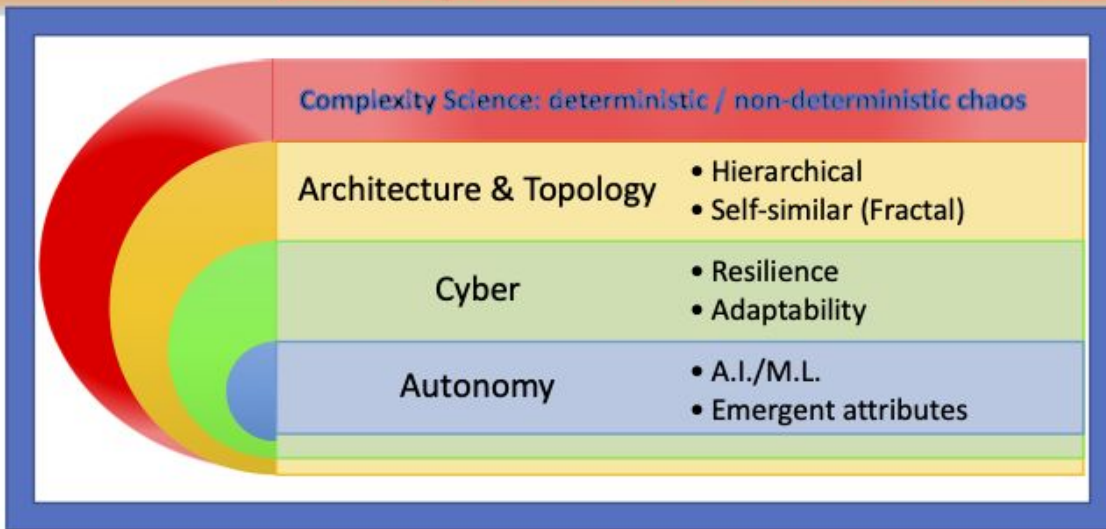 Complexity Science: deterministic / non-deterministic chaos
Architecture & Topology
• Hierarchical
• Self-similar (Fractal)
Cyber
• Resilience
• Adaptability
Autonomy
• A.I./M.L.
• Emergent attributes